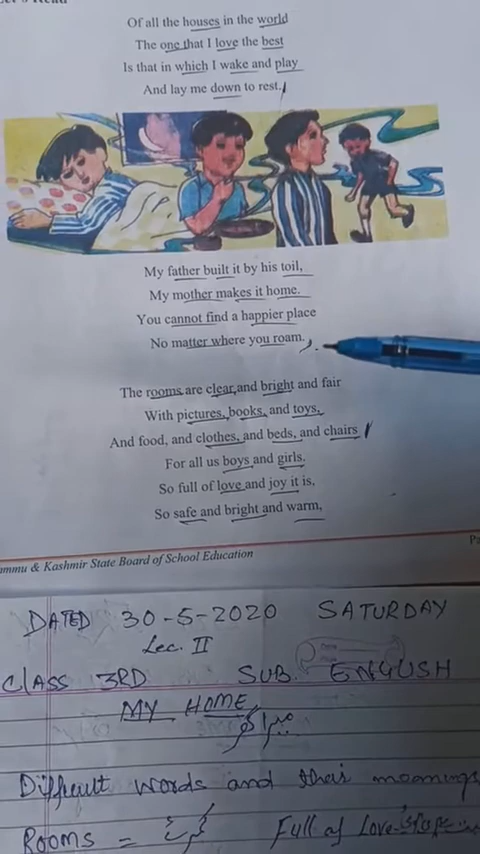 Of all the houses in the world
The one that I love the best
Is that in which I wake and play
And lay me down to rest.
My father built it by his toil,
My mother makes it home.
You cannot find a happier place
No matter where you roam.
The rooms are clear and bright and fair
With pictures, books, and toys,
And food, and clothes, and beds, and chairs
For all us boys and girls.
So full of love and joy it is,
So safe and bright and warm,
ammu & Kashmir State Board of School Education
Pa
DATED 30-5-2020 SATURDAY
Lec. II
CLASS 3RD SUB. ENGLISH
MY HOME
میرا گھر
Difficult words and their meanings
Rooms = کمرے Full of Love